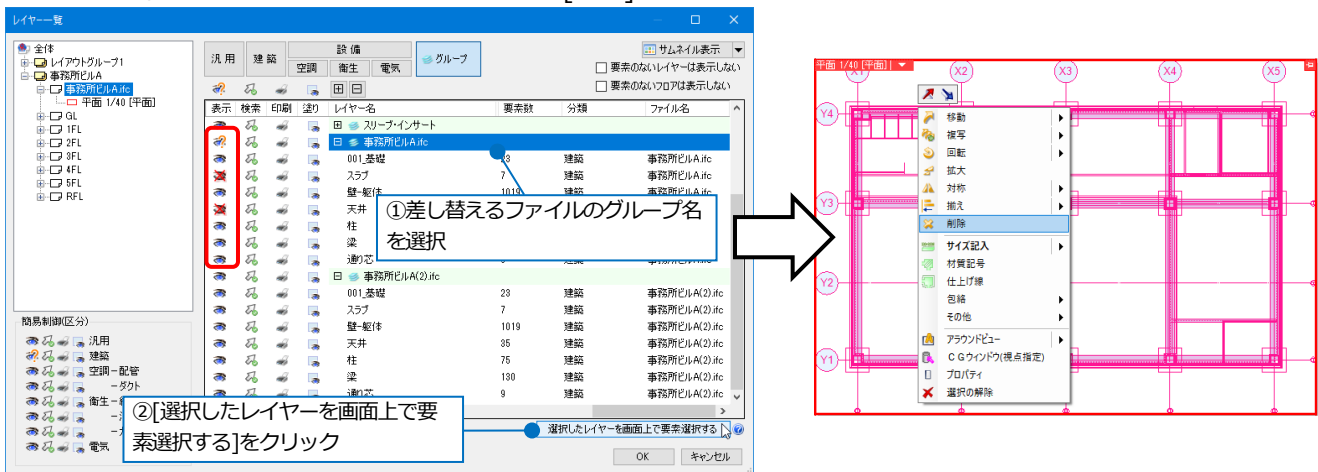 レイヤー一覧
全体
レイアウトグループ1
事務所ビルA
事務所ビルA.ifc
平面 1/40 [平面]
GL
1FL
2FL
3FL
4FL
5FL
RFL
簡易制御(区分)
汎用
建築
空調－配管
－ダクト
電気
汎用
建築
設備
空調
衛生
電気
グループ
サムネイル表示
要素のないレイヤーは表示しない
要素のないフロアは表示しない
表示 検索 印刷 塗り レイヤー名 要素数 分類 ファイル名
スリーブ・インサート
事務所ビルA.ifc
001_基礎 23 建築 事務所ビルA.ifc
スラブ 7 建築 事務所ビルA.ifc
壁-躯体 1019 建築 事務所ビルA.ifc
天井
柱
梁
通り芯
事務所ビルA(2).ifc
001_基礎 23 建築 事務所ビルA(2).ifc
スラブ 7 建築 事務所ビルA(2).ifc
壁-躯体 1019 建築 事務所ビルA(2).ifc
天井 35 建築 事務所ビルA(2).ifc
柱 75 建築 事務所ビルA(2).ifc
梁 130 建築 事務所ビルA(2).ifc
通り芯 9 建築 事務所ビルA(2).ifc
①差し替えるファイルのグループ名
を選択
②[選択したレイヤーを画面上で要
素選択する]をクリック
選択したレイヤーを画面上で要素選択する
OK
キャンセル
平面 1/40 [平面]
X1 X2 X3 X4 X5
Y4
Y3
Y2
Y1
移動
複写
回転
拡大
対称
揃え
削除
サイズ記入
材質記号
仕上げ線
包絡
その他
アラウンドビュー
CGウィンドウ(視点指定)
プロパティ
選択の解除